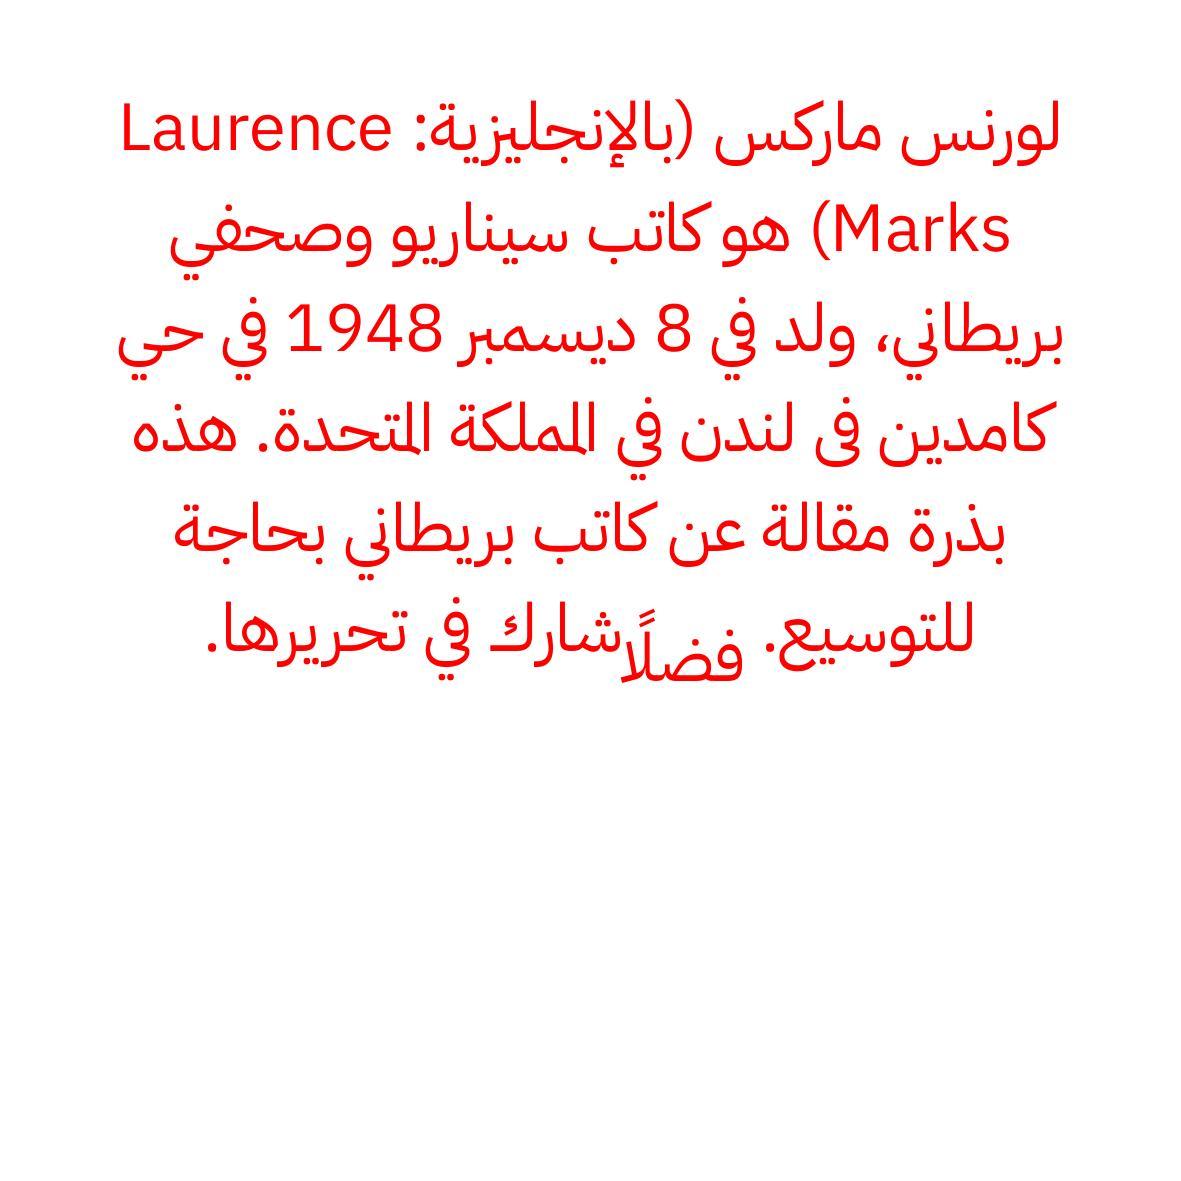 لورنس ماركس (بالإنجليزية: Laurence
Marks) هو كاتب سيناريو وصحفي
بريطاني، ولد في 8 ديسمبر 1948 في حي
كامدين فى لندن في المملكة المتحدة. هذه
بذرة مقالة عن كاتب بريطاني بحاجة
للتوسيع. فضلًا شارك في تحريرها.